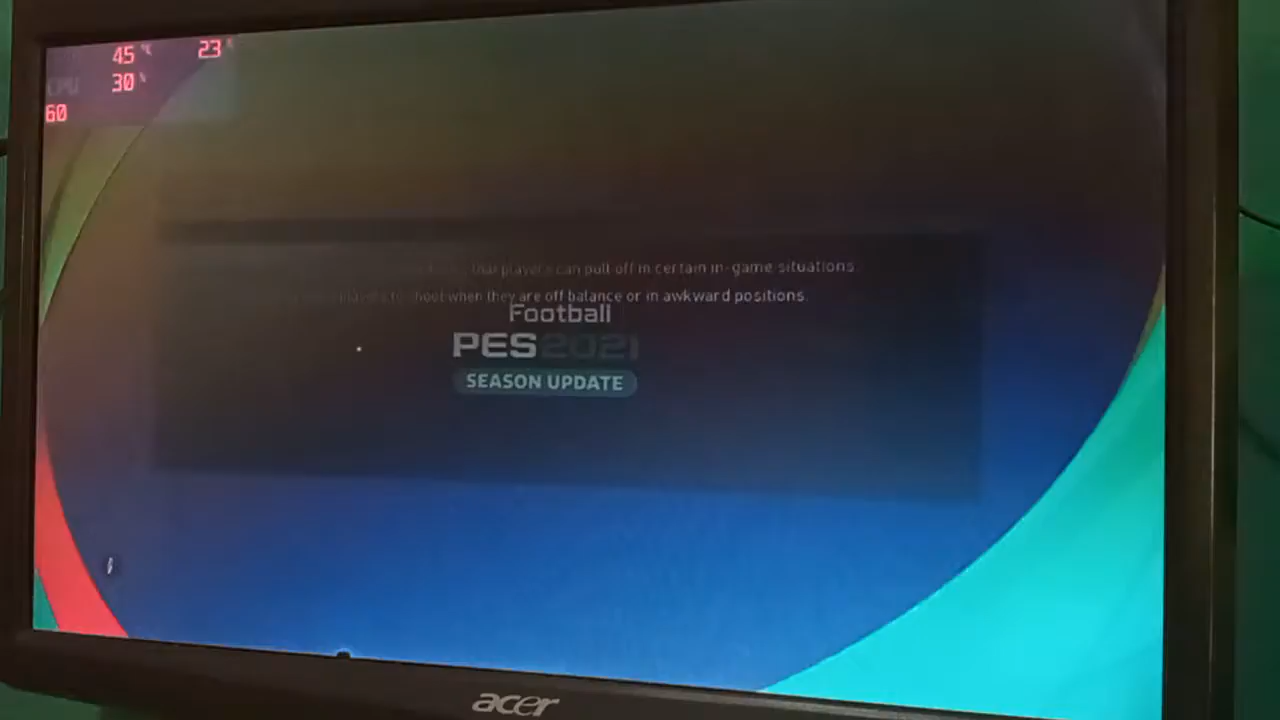 45 °C 23 %
CPU 30 %
60
that players can pull off in certain in-game situations.
shoot when they are off balance or in awkward positions.
Football
PES2021
SEASON UPDATE
acer